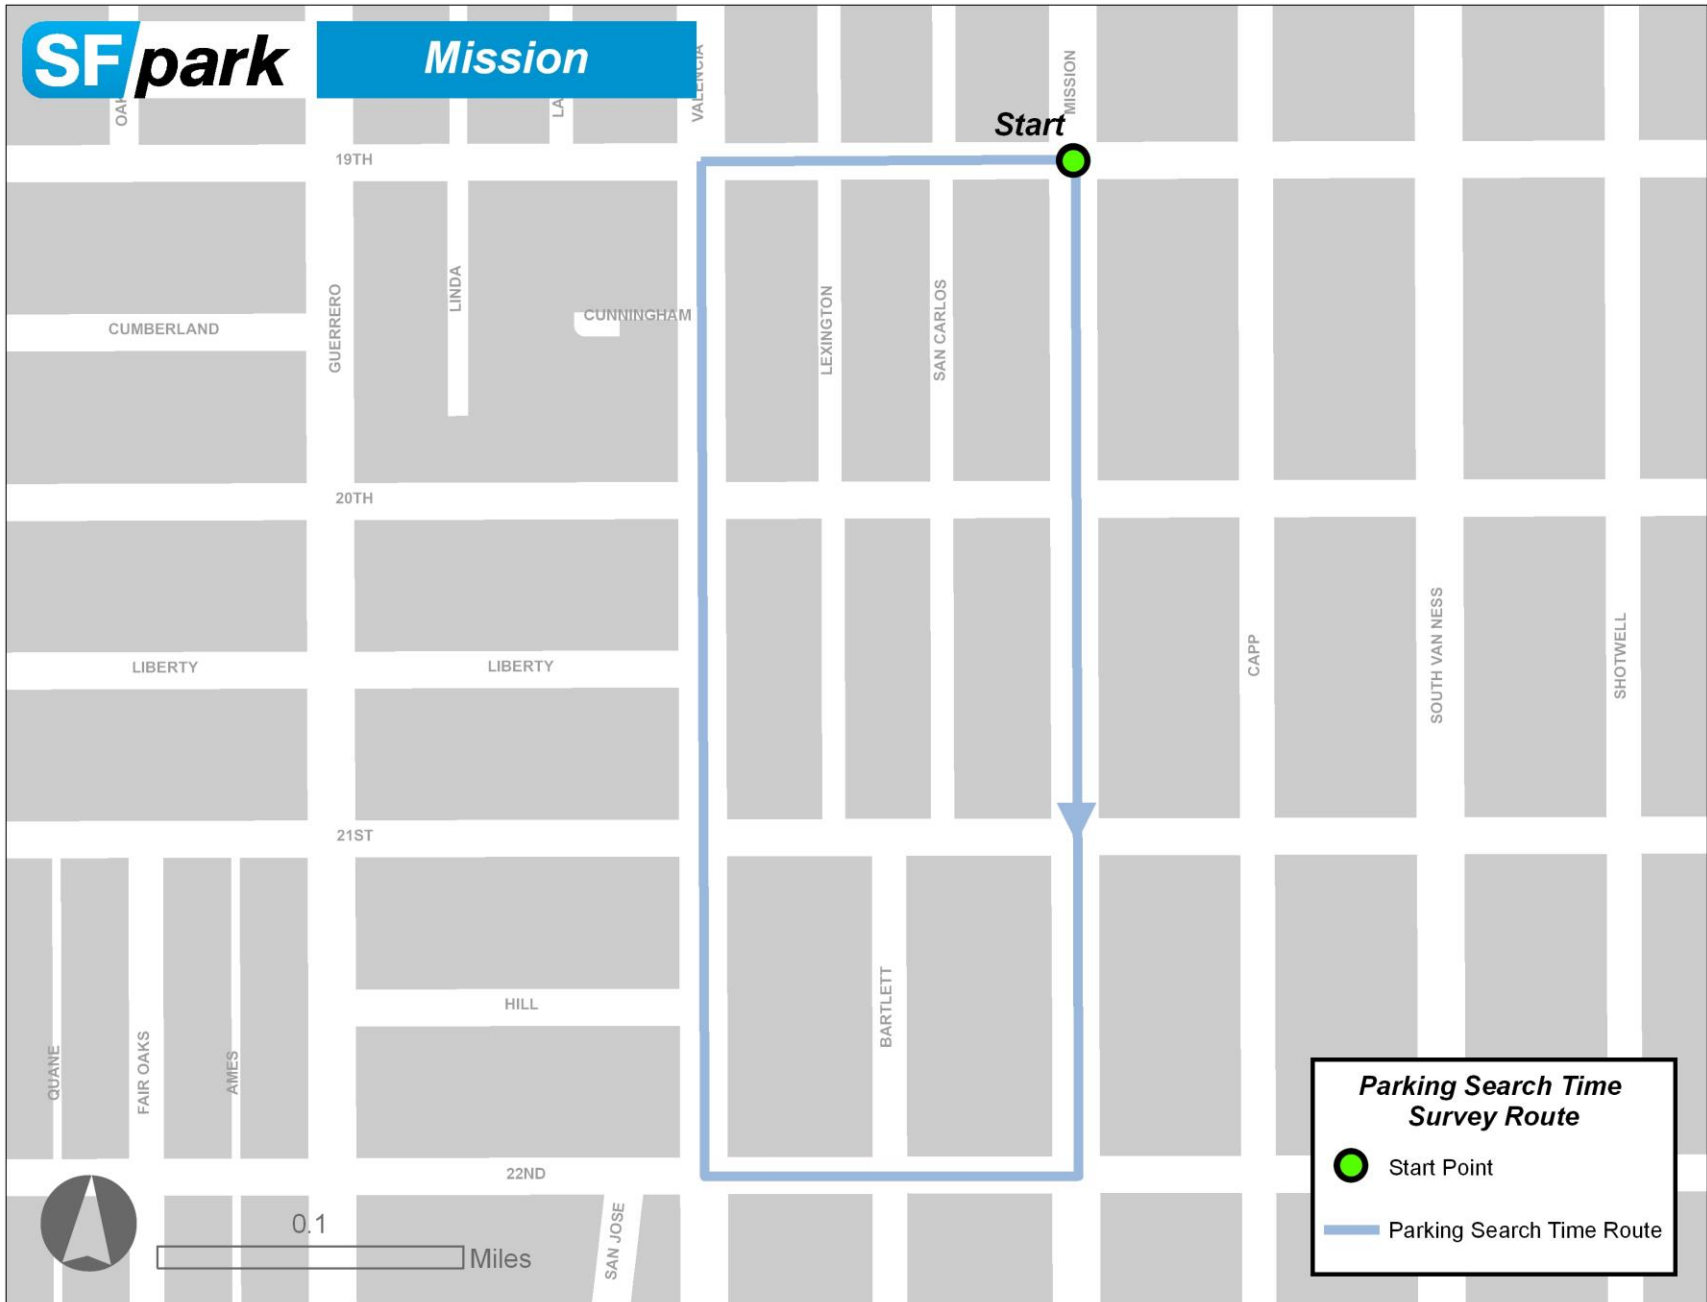 SFpark
Mission
VALENCIA
MISSION
Start
19TH
LINDA
GUERRERO
CUNNINGHAM
CUMBERLAND
LEXINGTON
SAN CARLOS
20TH
LIBERTY
LIBERTY
CAPP
SOUTH VAN NESS
SHOTWELL
21ST
HILL
BARTLETT
QUANE
FAIR OAKS
AMES
22ND
SAN JOSE
0.1
Miles
Parking Search Time
Survey Route
Start Point
Parking Search Time Route